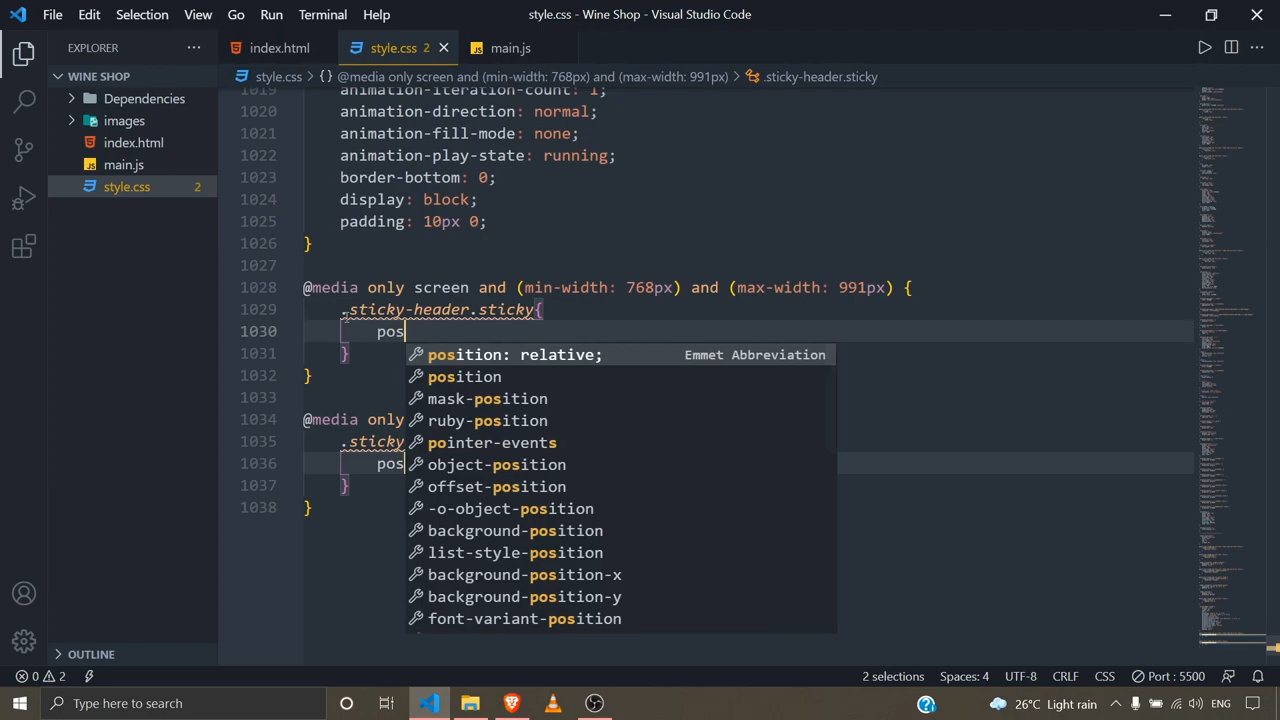 File Edit Selection View Go Run Terminal Help style.css - Wine Shop - Visual Studio Code
EXPLORER
index.html style.css 2 main.js
WINE SHOP
style.css {} @media only screen and (min-width: 768px) and (max-width: 991px) .sticky-header.sticky
Dependencies
images
index.html
main.js
style.css 2
1019 animation-iteration-count: 1;
1020 animation-direction: normal;
1021 animation-fill-mode: none;
1022 animation-play-state: running;
1023 border-bottom: 0;
1024 display: block;
1025 padding: 10px 0;
1026 }
1027
1028 @media only screen and (min-width: 768px) and (max-width: 991px) {
1029 .sticky-header.sticky{
1030 pos
1031 } position: relative; Emmet Abbreviation
1032 } position
1033 mask-position
1034 @media only ruby-position
1035 .sticky pointer-events
1036 pos object-position
1037 } offset-position
1038 } -o-object-position
background-position
list-style-position
background-position-x
background-position-y
font-variant-position
OUTLINE
0 2 2 selections Spaces: 4 UTF-8 CRLF CSS Port : 5500
Type here to search 26°C Light rain ENG